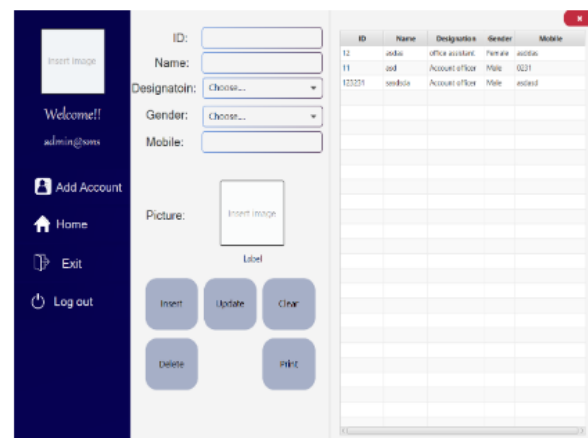 x
Insert Image
Welcome!!
admin@sms
Add Account
Home
Exit
Log out
ID:
Name:
Designatoin: Choose...
Gender: Choose...
Mobile:
Picture: Insert Image
Label
Insert Update Clear
Delete Print
ID Name Designation Gender Mobile
12 asdas office assistant Female
11 asd Account officer Male 0231
123231 Account officer Male asdasd